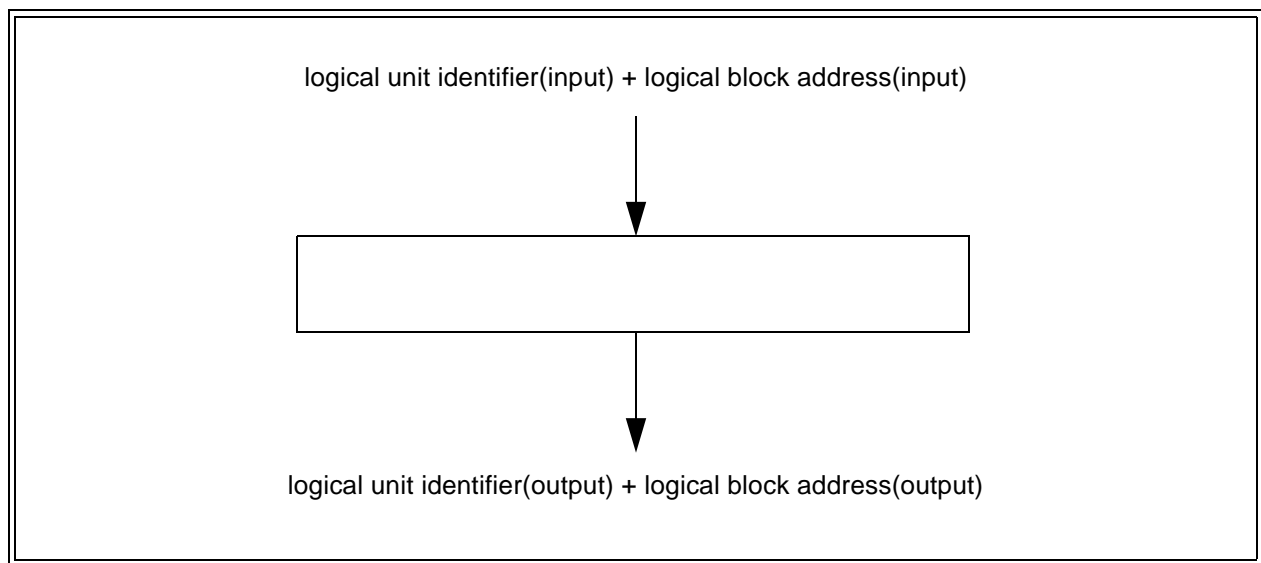 logical unit identifier(input) + logical block address(input)
logical unit identifier(output) + logical block address(output)